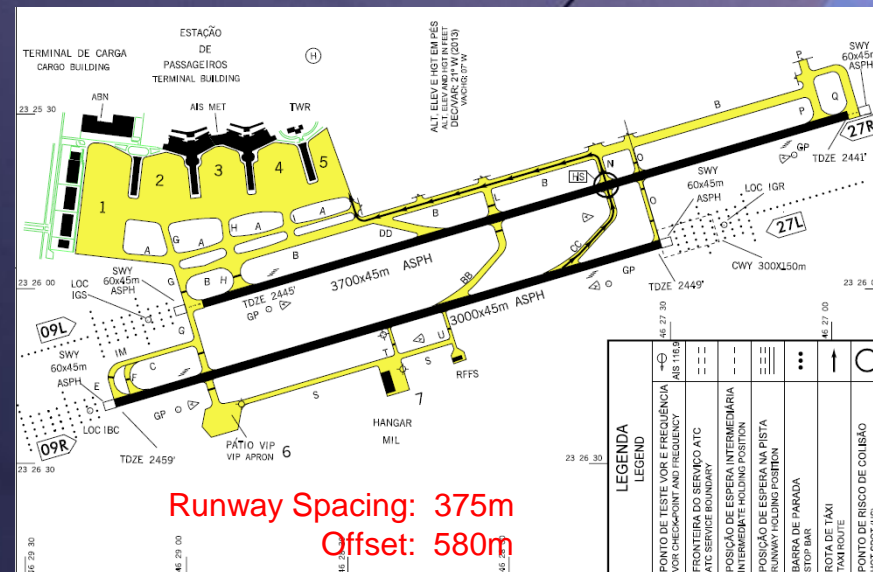 ESTAÇÃO
DE
PASSAGEIROS
TERMINAL BUILDING
TERMINAL DE CARGA
CARGO BUILDING
H
ABN
AIS MET
TWR
ALT. ELEV E HGT EM PÉS
ALT. ELEV AND HGT IN FEET
DEC/VAR: 21° W (2013)
VA/CHG: 07' W
SWY
60x45m
ASPH
23 25 30
1
2
3
4
5
P
B
P
Q
27R
GP
TDZE 2441'
HS
N
O
O
O
SWY
60x45m
ASPH
LOC IGR
27L
CWY 300X150m
TDZE 2449'
GP
A
G
A
H
A
I
A
DD
B
L
B
B
B
H
CC
BB
3700x45m ASPH
3000x45m ASPH
TDZE 2445'
GP
23 26 00
23 26 0
SWY
60x45m
ASPH
LOC
IGS
09L
SWY
60x45m
ASPH
IM
G
E
F
C
GP
LOC IBC
09R
TDZE 2459'
T
U
S
S
RFFS
7
HANGAR
MIL
PÁTIO VIP
VIP APRON
6
23 26 30
23 26 30
46 27 30
46 27 00
LEGENDA
LEGEND
PONTO DE TESTE VOR E FREQUÊNCIA
VOR CHECK-POINT AND FREQUENCY
AIS 116,9
FRONTEIRA DO SERVIÇO ATC
ATC SERVICE BOUNDARY
POSIÇÃO DE ESPERA INTERMEDIÁRIA
INTERMEDIATE HOLDING POSITION
POSIÇÃO DE ESPERA NA PISTA
RUNWAY HOLDING POSITION
BARRA DE PARADA
STOP BAR
ROTA DE TÁXI
TAXI ROUTE
PONTO DE RISCO DE COLISÃO
Runway Spacing: 375m
Offset: 580m
46 29 30
46 29 00